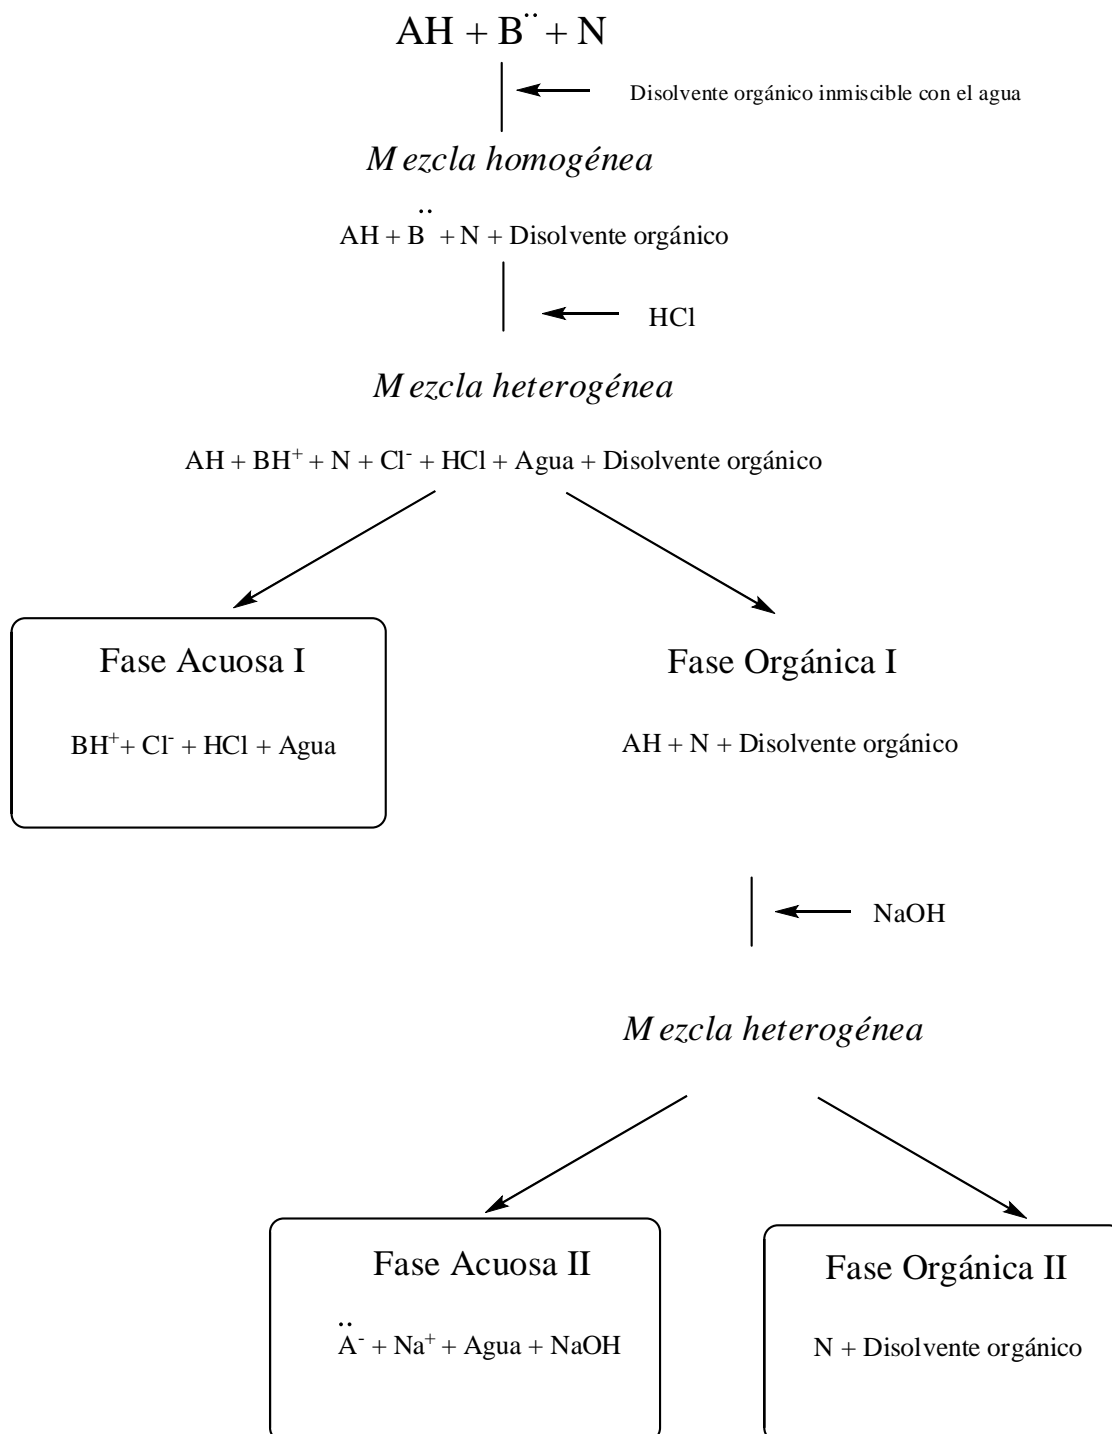 AH + B¨ + N
Disolvente orgánico inmiscible con el agua
Mezcla homogénea
AH + B¨ + N + Disolvente orgánico
HCl
Mezcla heterogénea
AH + BH⁺ + N + Cl⁻ + HCl + Agua + Disolvente orgánico
Fase Acuosa I
BH⁺ + Cl⁻ + HCl + Agua
Fase Orgánica I
AH + N + Disolvente orgánico
NaOH
Mezcla heterogénea
Fase Acuosa II
Ä⁻ + Na⁺ + Agua + NaOH
Fase Orgánica II
N + Disolvente orgánico